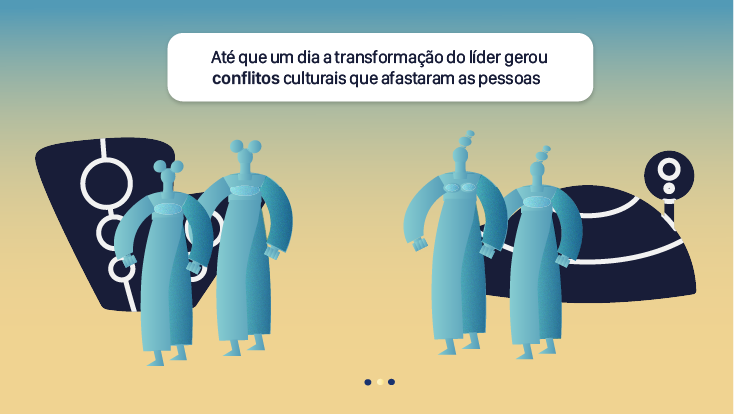 Até que um dia a transformação do líder gerou
conflitos culturais que afastaram as pessoas